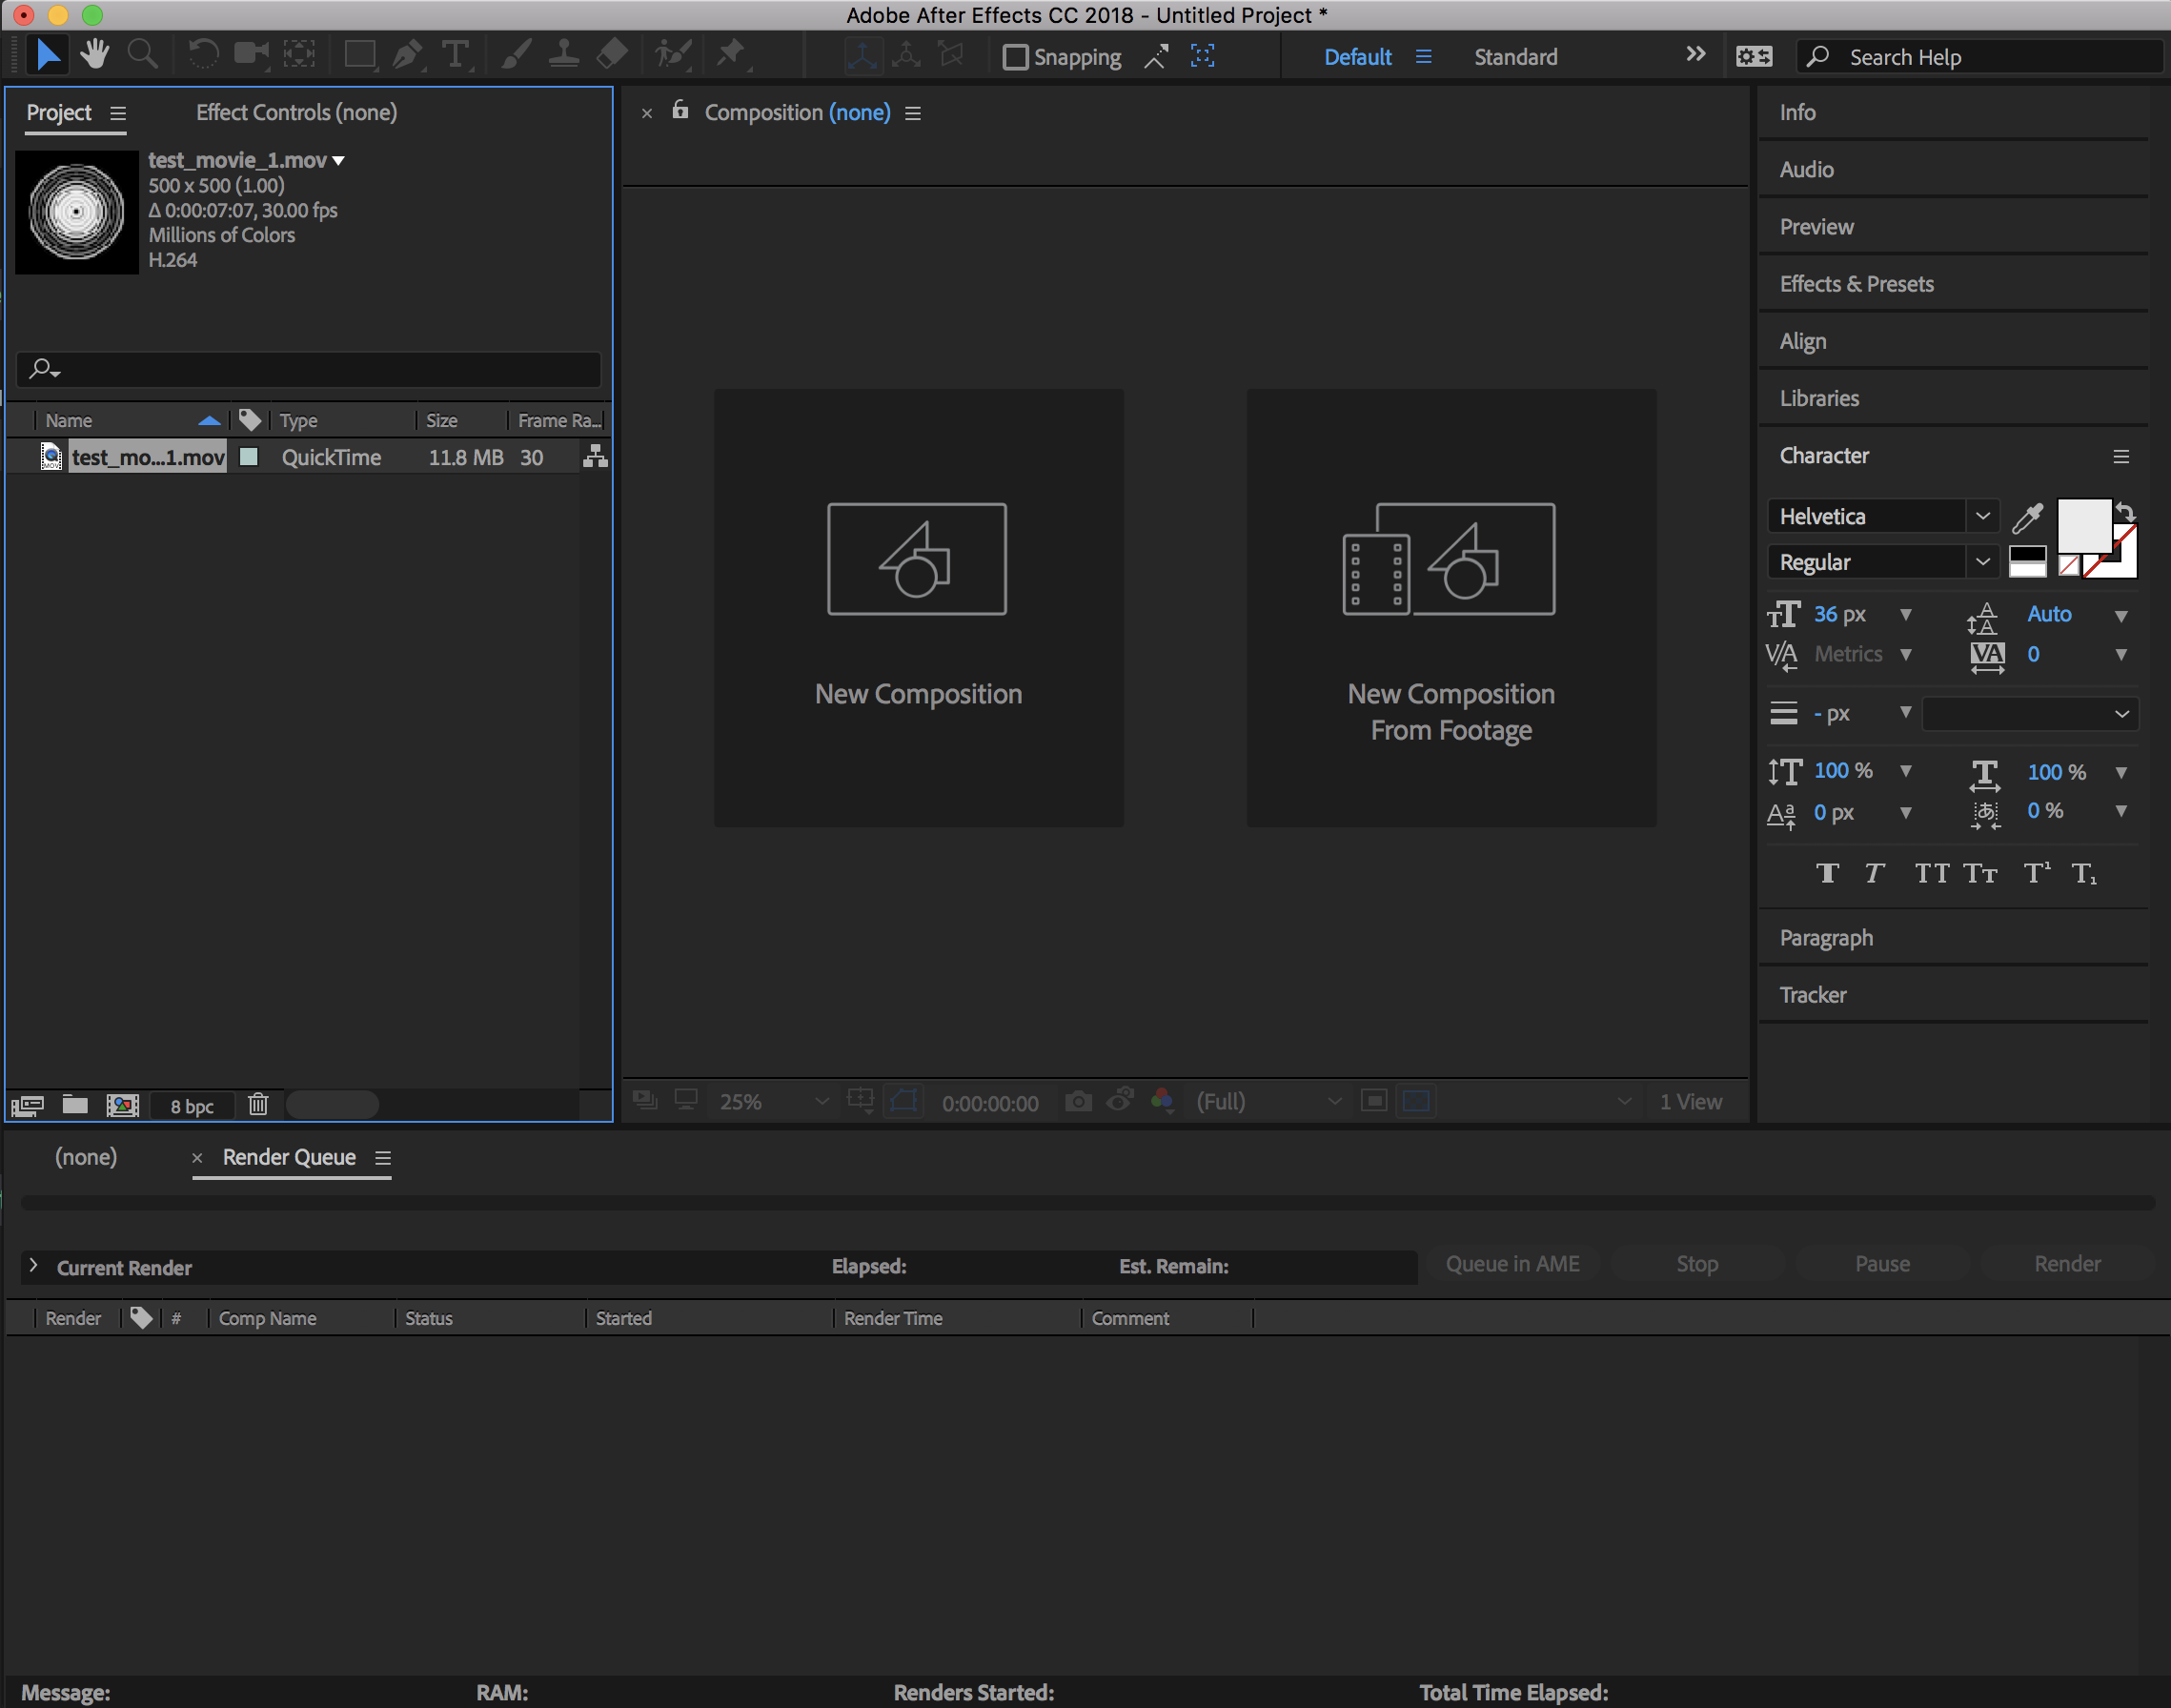 Adobe After Effects CC 2018 - Untitled Project *
Snapping
Default
Standard
Search Help
Project
Effect Controls (none)
test_movie_1.mov
500 x 500 (1.00)
Δ 0:00:07:07, 30.00 fps
Millions of Colors
H.264
Name
Type
Size
Frame Ra...
test_mo...1.mov
QuickTime
11.8 MB
30
8 bpc
Composition (none)
New Composition
New Composition
From Footage
25%
0:00:00:00
(Full)
1 View
Info
Audio
Preview
Effects & Presets
Align
Libraries
Character
Helvetica
Regular
36 px
Auto
Metrics
0
- px
100 %
100 %
0 px
0 %
Paragraph
Tracker
(none)
Render Queue
Current Render
Elapsed:
Est. Remain:
Queue in AME
Stop
Pause
Render
Render
#
Comp Name
Status
Started
Render Time
Comment
Message:
RAM:
Renders Started:
Total Time Elapsed: